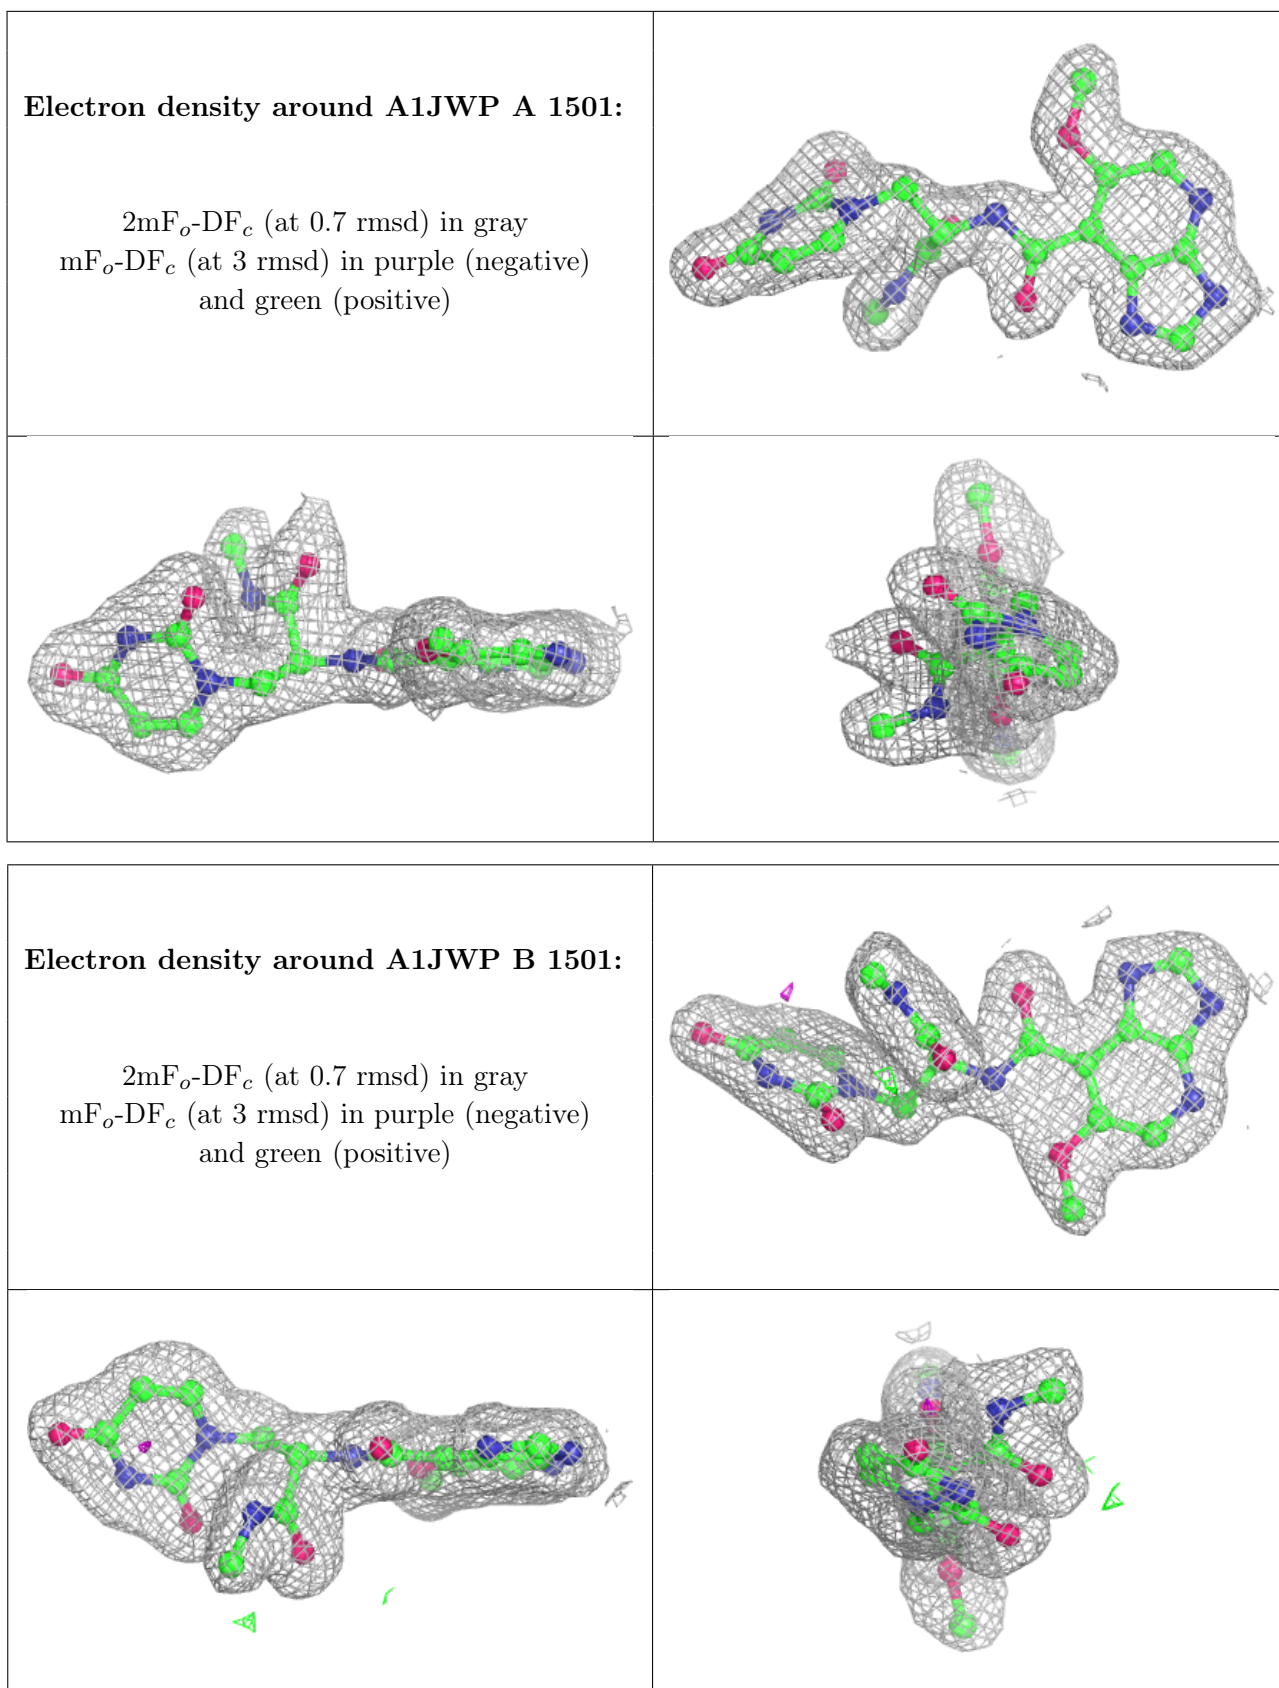 Electron density around A1JWP A 1501:
2mFo-DFc (at 0.7 rmsd) in gray
mFo-DFc (at 3 rmsd) in purple (negative)
and green (positive)
Electron density around A1JWP B 1501:
2mFo-DFc (at 0.7 rmsd) in gray
mFo-DFc (at 3 rmsd) in purple (negative)
and green (positive)